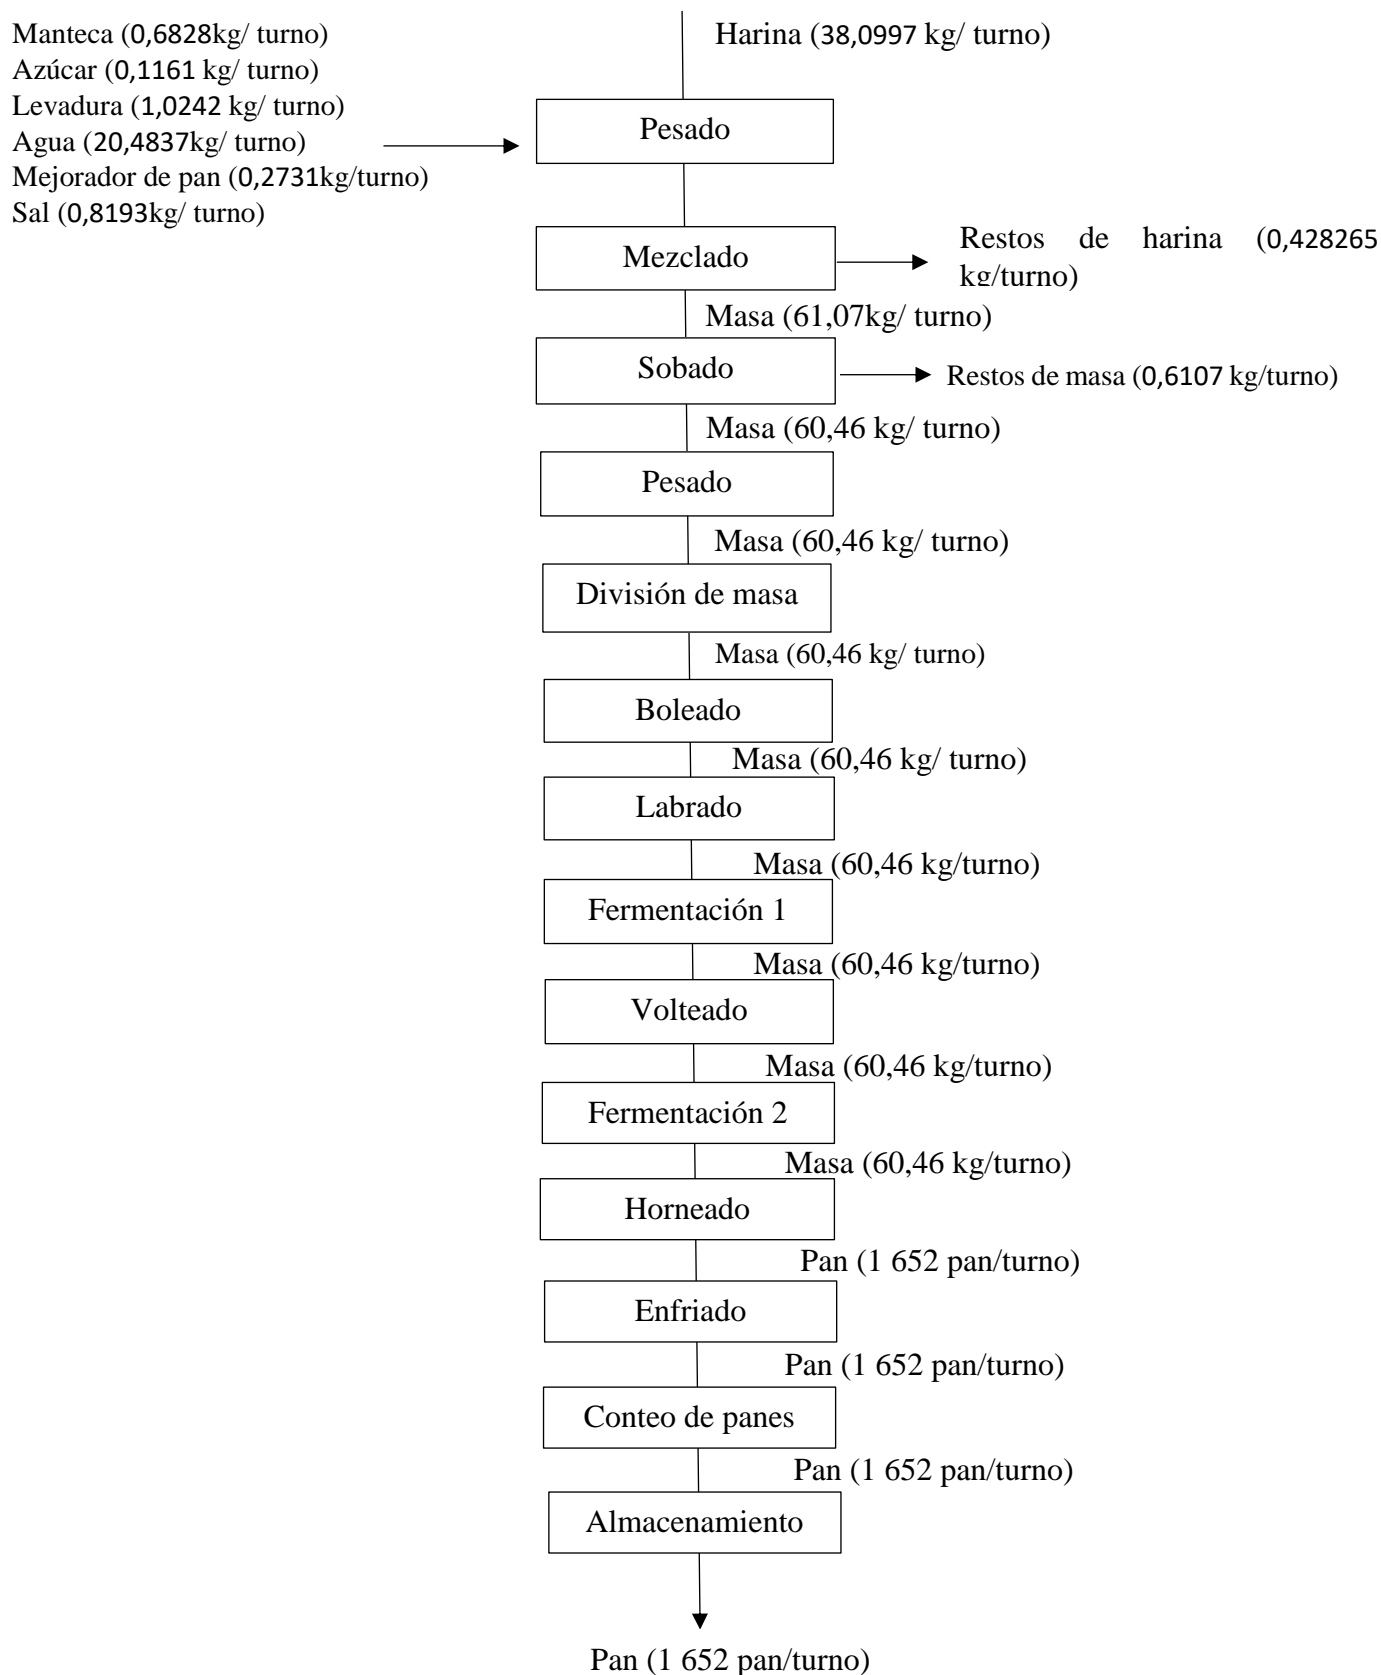 Manteca (0,6828kg/ turno)
Azúcar (0,1161 kg/ turno)
Levadura (1,0242 kg/ turno)
Agua (20,4837kg/ turno)
Mejorador de pan (0,2731kg/turno)
Sal (0,8193kg/ turno)
Harina (38,0997 kg/ turno)
Pesado
Mezclado
Restos de harina (0,428265
kg/turno)
Masa (61,07kg/ turno)
Sobado
Restos de masa (0,6107 kg/turno)
Masa (60,46 kg/ turno)
Pesado
Masa (60,46 kg/ turno)
División de masa
Masa (60,46 kg/ turno)
Boleado
Masa (60,46 kg/ turno)
Labrado
Masa (60,46 kg/turno)
Fermentación 1
Masa (60,46 kg/turno)
Volteado
Masa (60,46 kg/turno)
Fermentación 2
Masa (60,46 kg/turno)
Horneado
Pan (1 652 pan/turno)
Enfriado
Pan (1 652 pan/turno)
Conteo de panes
Pan (1 652 pan/turno)
Almacenamiento
Pan (1 652 pan/turno)